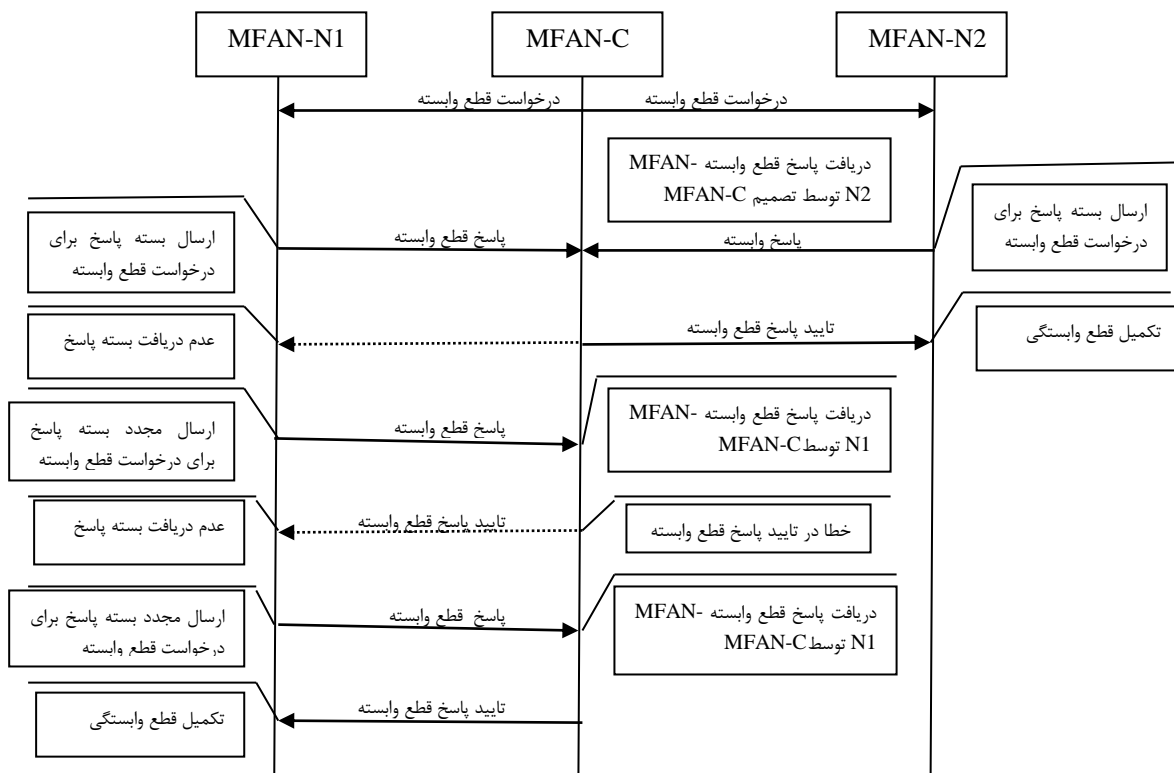 MFAN-N1
MFAN-C
MFAN-N2
درخواست قطع وابسته
درخواست قطع وابسته
دریافت پاسخ قطع وابسته MFAN-
N2 توسط تصمیم MFAN-C
ارسال بسته پاسخ برای
درخواست قطع وابسته
ارسال بسته پاسخ برای
درخواست قطع وابسته
پاسخ قطع وابسته
پاسخ وابسته
تایید پاسخ قطع وابسته
تکمیل قطع وابستگی
عدم دریافت بسته پاسخ
دریافت پاسخ قطع وابسته MFAN-
N1 توسطMFAN-C
پاسخ قطع وابسته
ارسال مجدد بسته پاسخ
برای درخواست قطع وابسته
تایید پاسخ قطع وابسته
خطا در تایید پاسخ قطع وابسته
عدم دریافت بسته پاسخ
دریافت پاسخ قطع وابسته MFAN-
N1 توسطMFAN-C
پاسخ قطع وابسته
ارسال مجدد بسته پاسخ برای
درخواست قطع وابسته
تایید پاسخ قطع وابسته
تکمیل قطع وابستگی